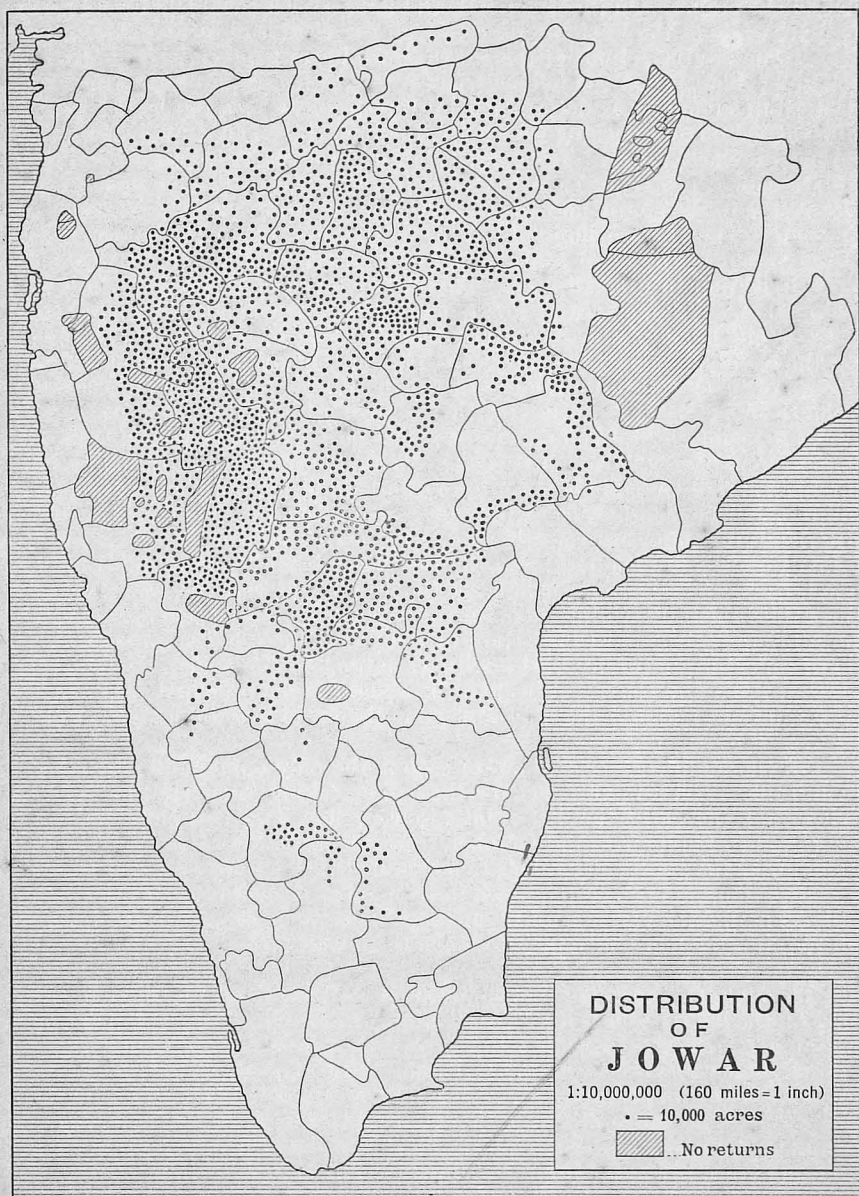 DISTRIBUTION
OF
JOWAR
1:10,000,000 (160 miles = 1 inch)
• = 10,000 acres
...No returns